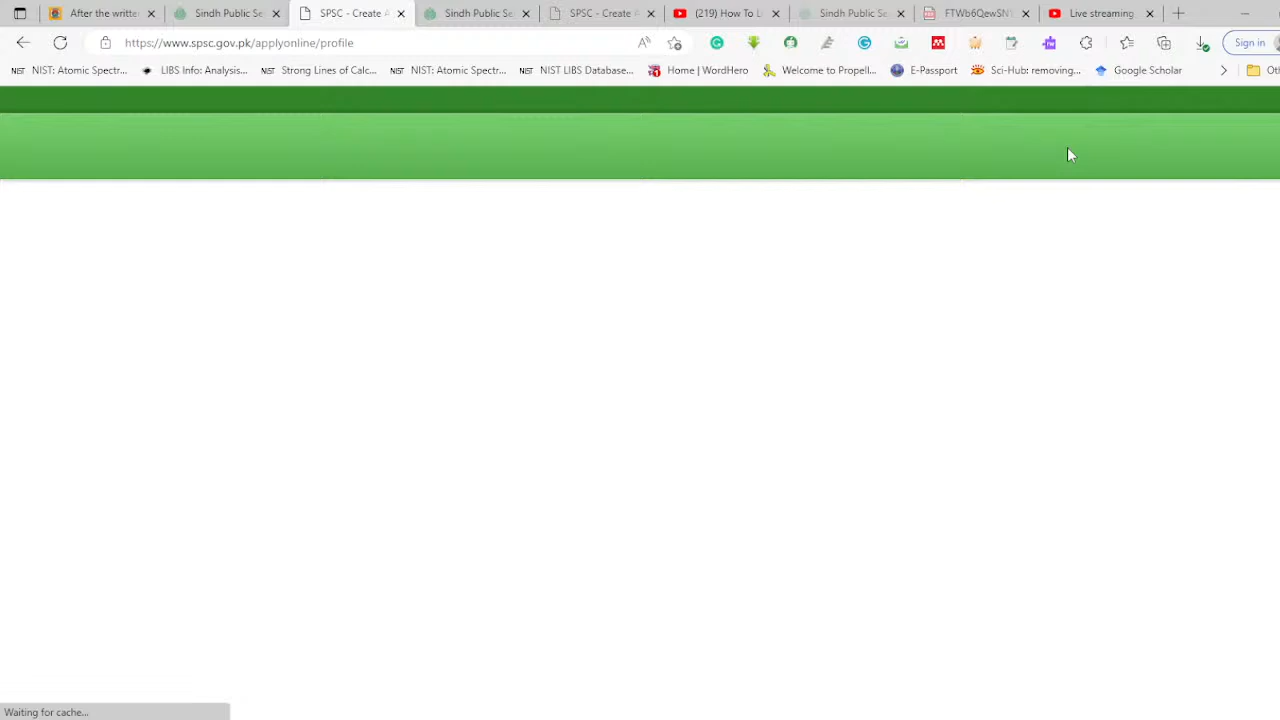 After the writte
Sindh Public Se
SPSC - Create A
Sindh Public Se
SPSC - Create A
(219) How To Li
Sindh Public Se
FTWb6QewSN
Live streaming
https://www.spsc.gov.pk/applyonline/profile
Sign in
NIST: Atomic Spectr...
LIBS Info: Analysis...
Strong Lines of Calc...
NIST: Atomic Spectr...
NIST LIBS Database...
Home | WordHero
Welcome to Propell...
E-Passport
Sci-Hub: removing...
Google Scholar
Ot
Waiting for cache...